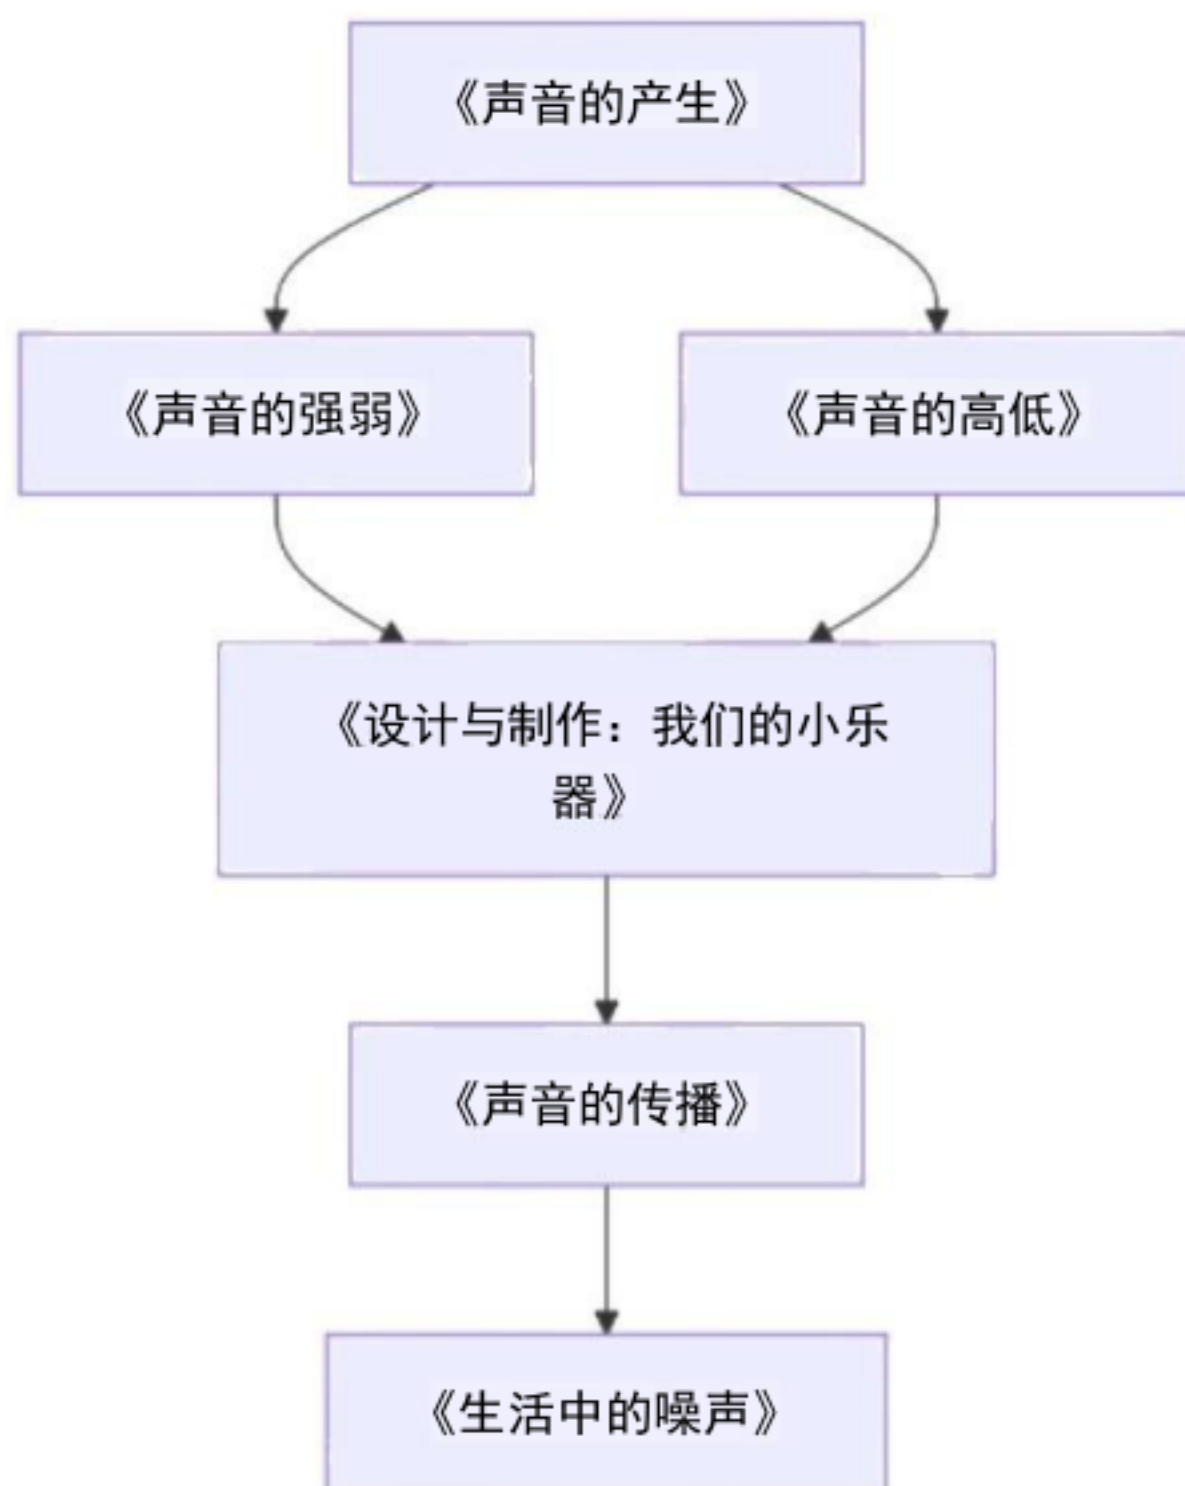 《声音的产生》
《声音的强弱》
《声音的高低》
《设计与制作：我们的小乐
器》
《声音的传播》
《生活中的噪声》